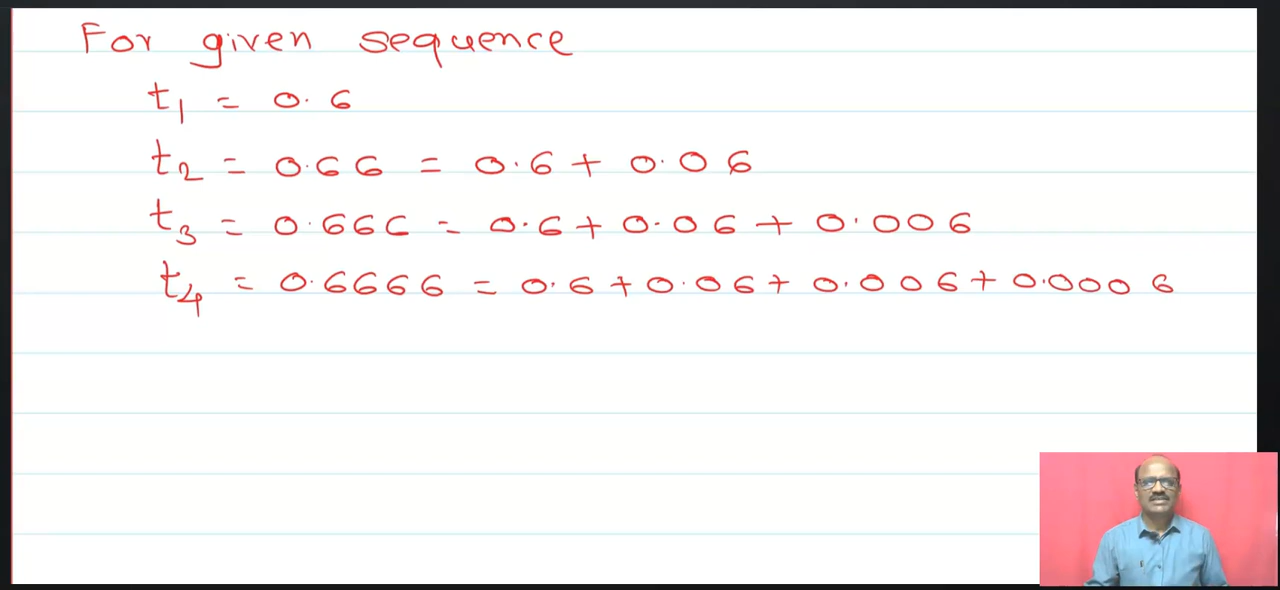 For given sequence
t₁ = 0.6
t₂ = 0.66 = 0.6 + 0.06
t₃ = 0.666 = 0.6 + 0.06 + 0.006
t₄ = 0.6666 = 0.6 + 0.06 + 0.006 + 0.0006